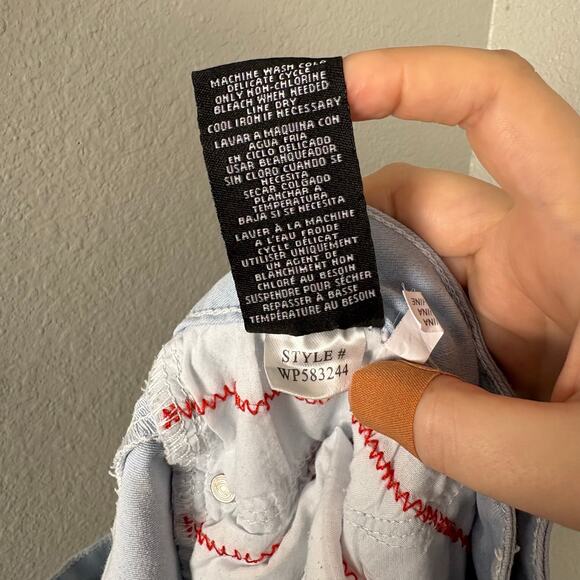 MACHINE WASH COLD
DELICATE CYCLE
ONLY NON-CHLORINE
BLEACH WHEN NEEDED
LINE DRY
COOL IRON IF NECESSARY
LAVAR A MAQUINA CON
AGUA FRIA
EN CICLO DELICADO
USAR BLANQUEADOR
SIN CLORO CUANDO SE
NECESITA
SECAR COLGADO
PLANCHAR A
TEMPERATURA
BAJA SI SE NECESITA
LAVER À LA MACHINE
A L'EAU FROIDE
CYCLE DÉLICAT
UTILISER UNIQUEMENT
UN AGENT DE
BLANCHIMENT NON
CHLORÉ AU BESOIN
SUSPENDRE POUR SÉCHER
REPASSER À BASSE
TEMPÉRATURE AU BESOIN
STYLE #
WP583244